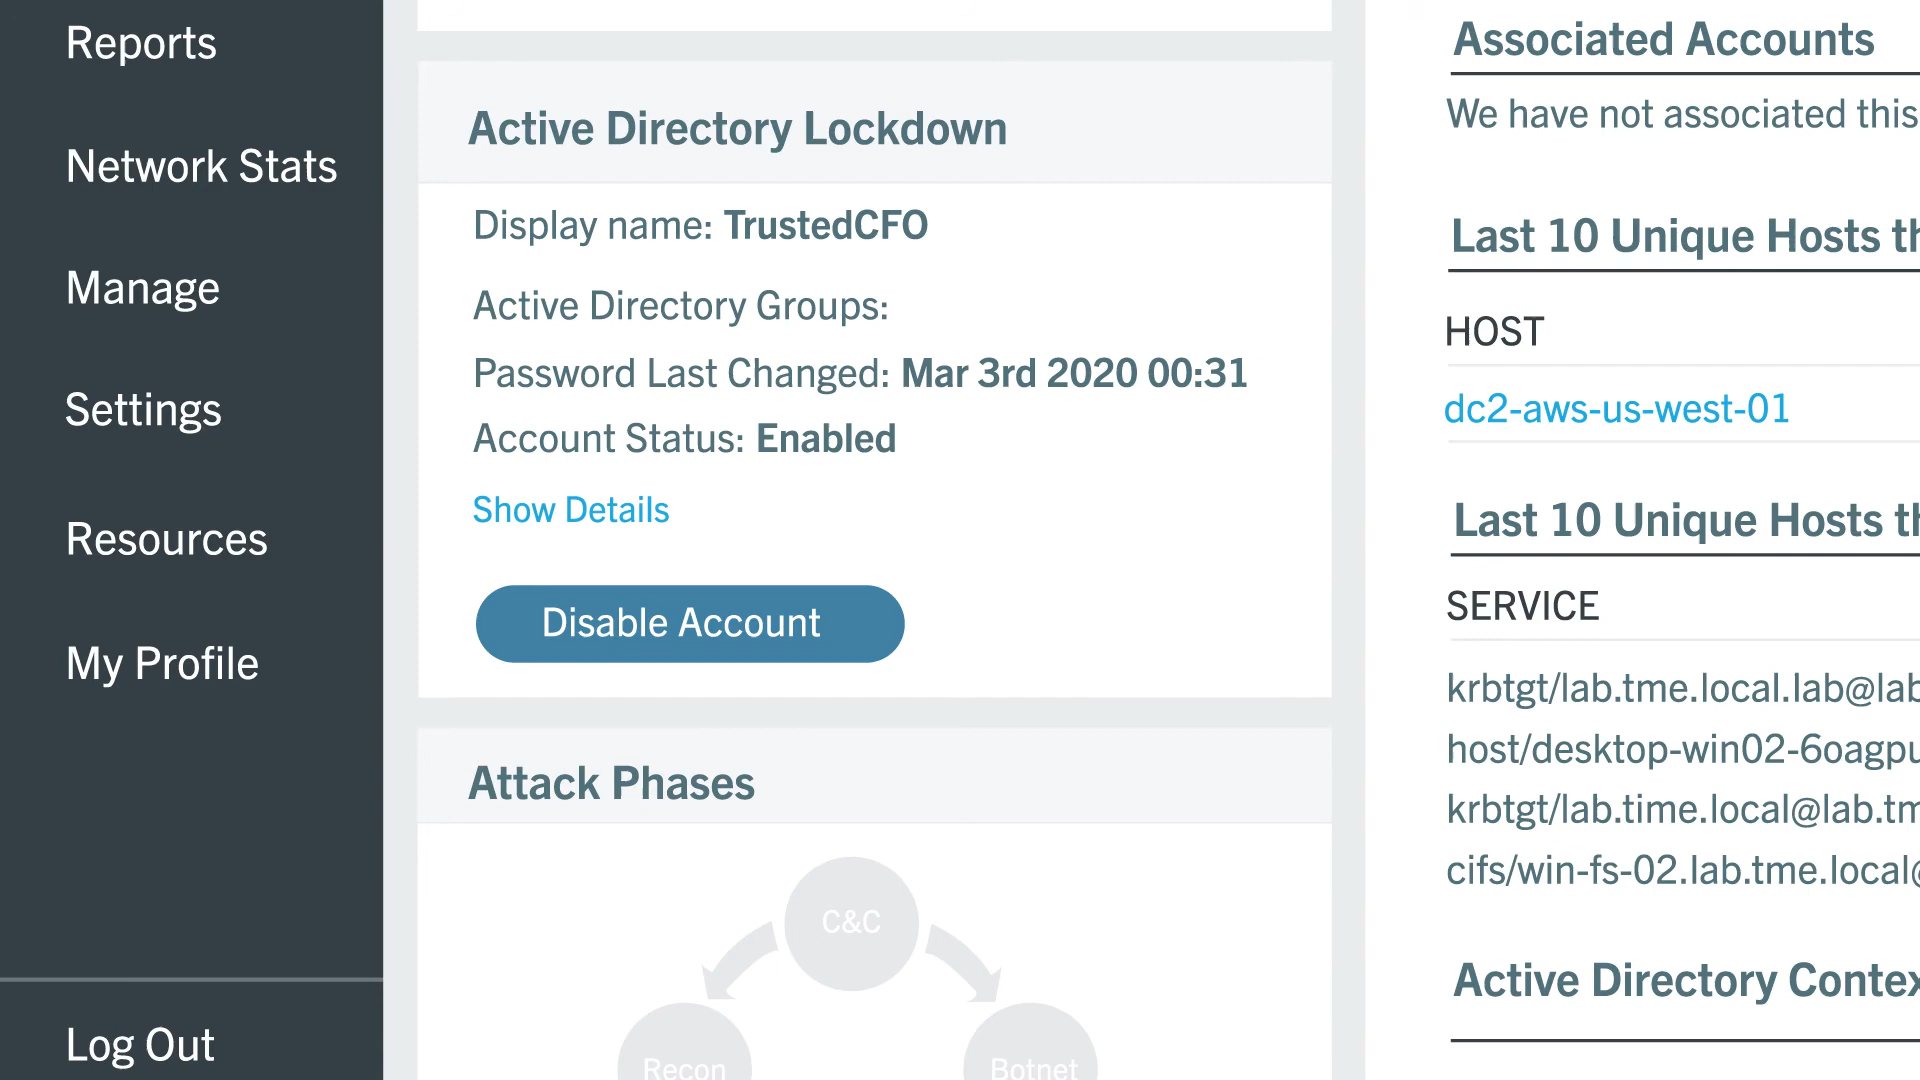 Reports
Network Stats
Manage
Settings
Resources
My Profile
Log Out
Active Directory Lockdown
Display name: TrustedCFO
Active Directory Groups:
Password Last Changed: Mar 3rd 2020 00:31
Account Status: Enabled
Show Details
Disable Account
Attack Phases
C&C
Recon
Botnet
Associated Accounts
We have not associated this
Last 10 Unique Hosts th
HOST
dc2-aws-us-west-01
Last 10 Unique Hosts th
SERVICE
krbtgt/lab.tme.local.lab@lab
host/desktop-win02-6oagpu
krbtgt/lab.time.local@lab.tm
cifs/win-fs-02.lab.tme.local@
Active Directory Contex